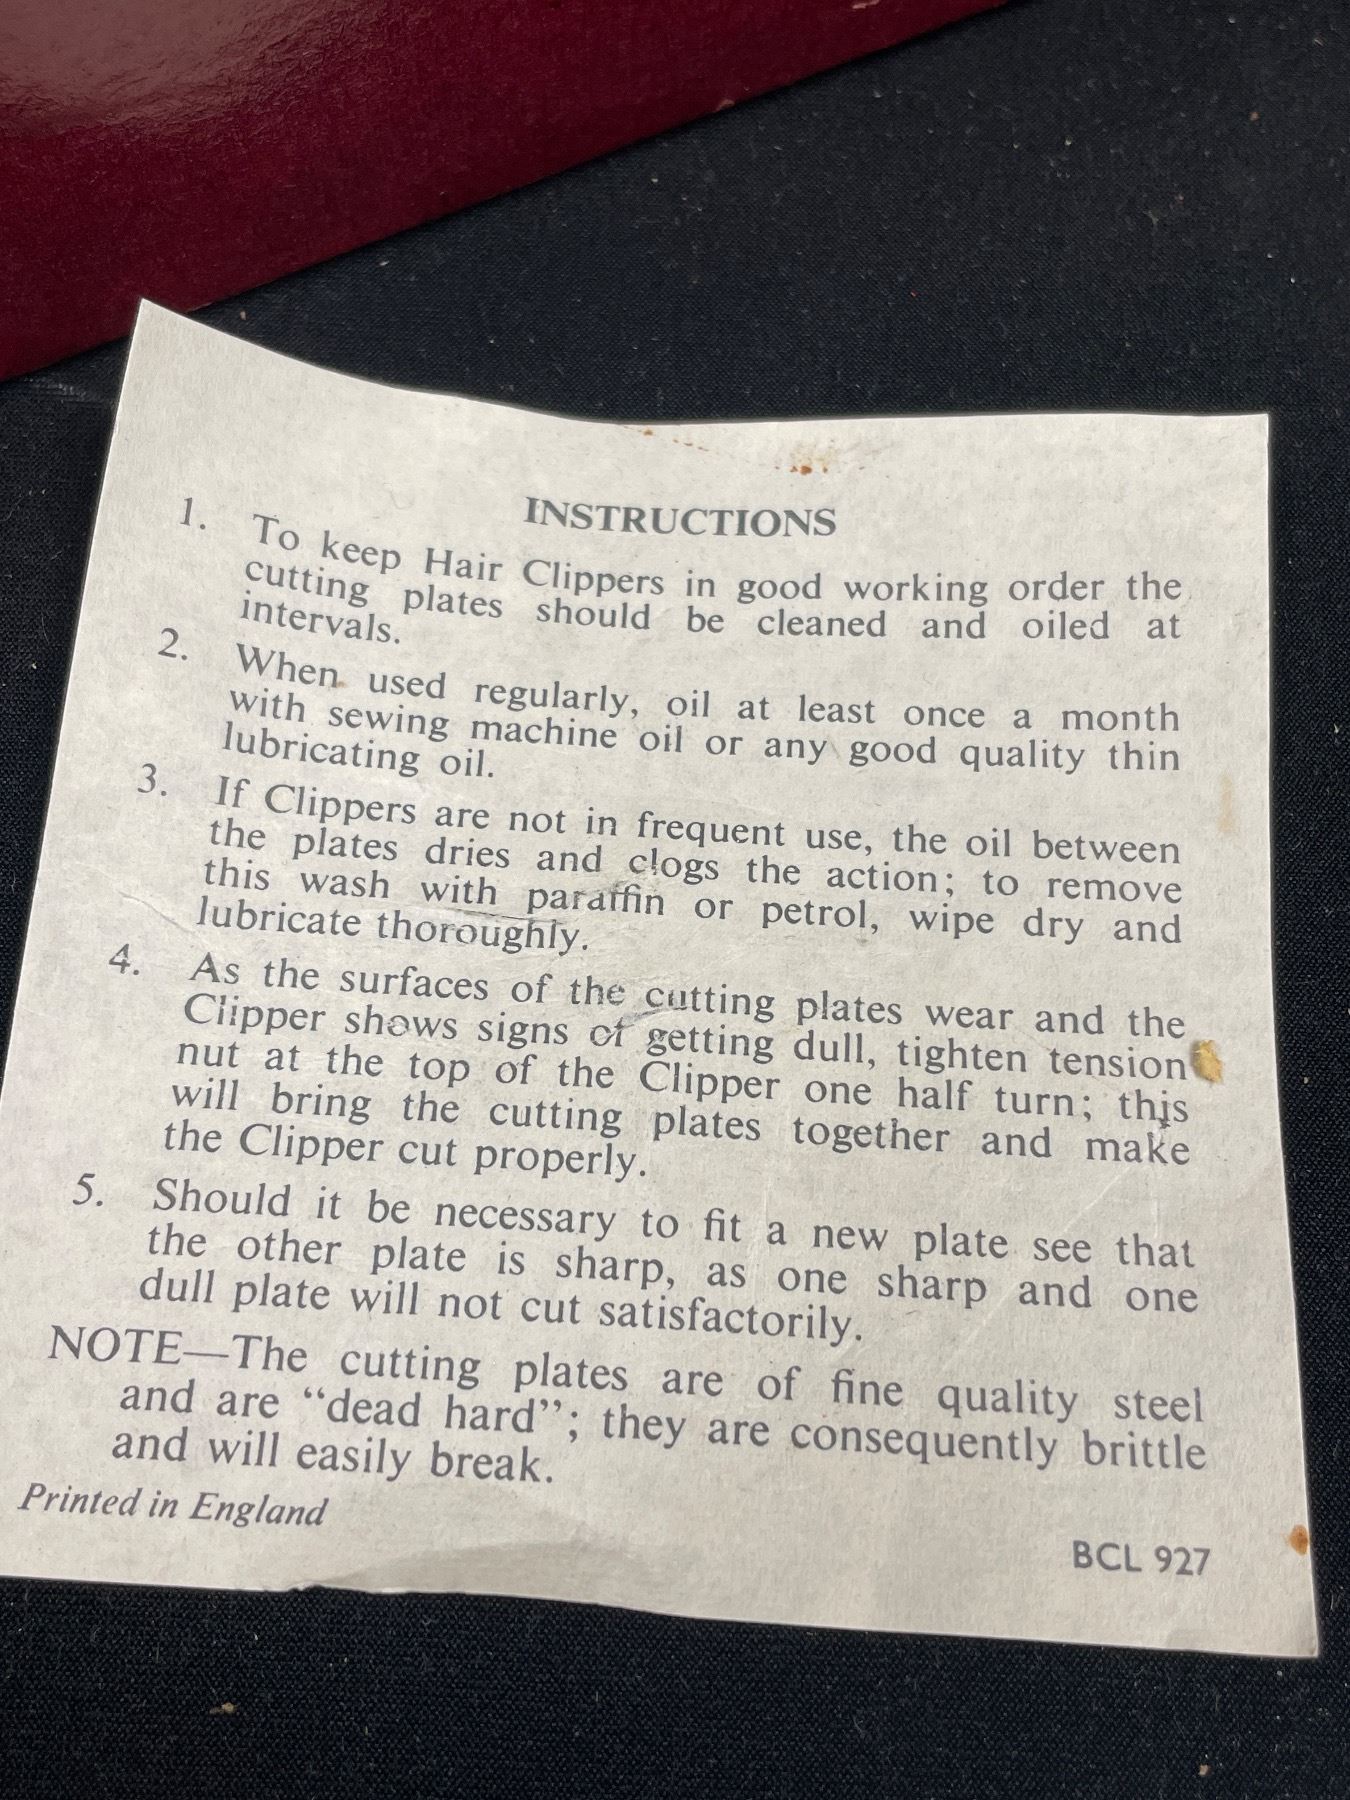 INSTRUCTIONS
1. To keep Hair Clippers in good working order the
cutting plates should be cleaned and oiled at
intervals.
2. When used regularly, oil at least once a month
with sewing machine oil or any good quality thin
lubricating oil.
3. If Clippers are not in frequent use, the oil between
the plates dries and clogs the action; to remove
this wash with paraffin or petrol, wipe dry and
lubricate thoroughly.
4. As the surfaces of the cutting plates wear and the
Clipper shows signs of getting dull, tighten tension
nut at the top of the Clipper one half turn; this
will bring the cutting plates together and make
the Clipper cut properly.
5. Should it be necessary to fit a new plate see that
the other plate is sharp, as one sharp and one
dull plate will not cut satisfactorily.
NOTE—The cutting plates are of fine quality steel
and are “dead hard”; they are consequently brittle
and will easily break.
Printed in England
BCL 927